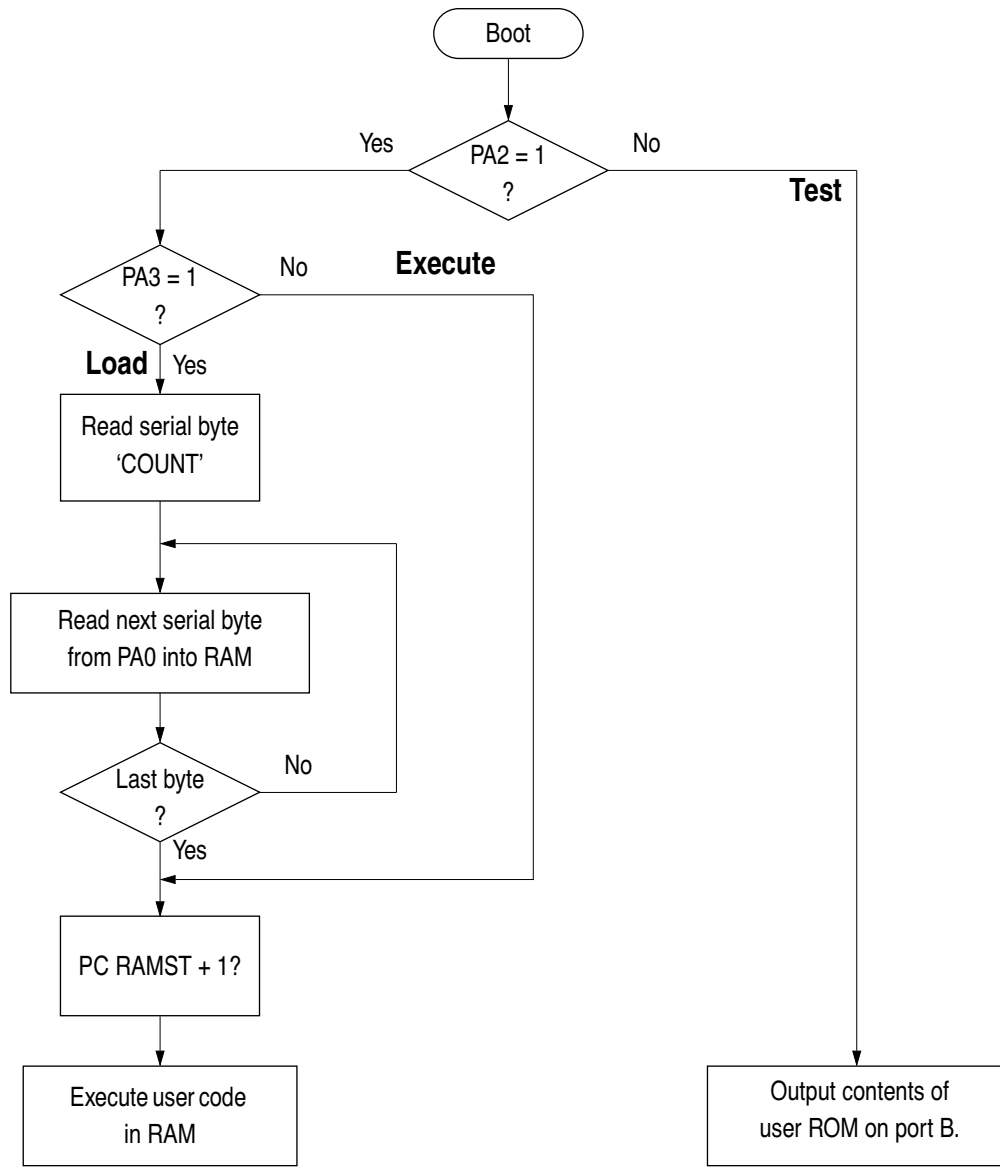 Boot
Yes
PA2 = 1
?
No
Test
PA3 = 1
?
No
Execute
Load
Yes
Read serial byte
‘COUNT’
Read next serial byte
from PA0 into RAM
Last byte
?
No
Yes
PC RAMST + 1?
Execute user code
in RAM
Output contents of
user ROM on port B.